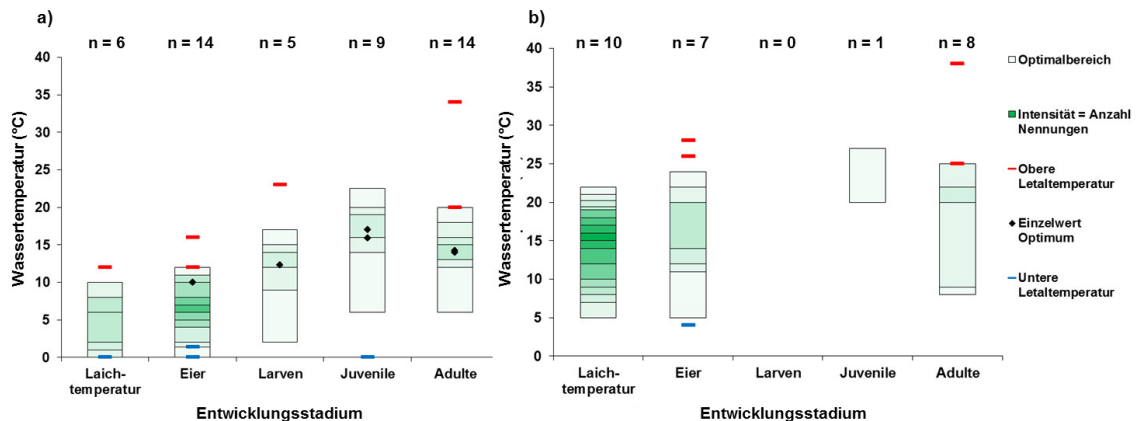 a)
n = 6 n = 14 n = 5 n = 9 n = 14
40
35
30
25
20
15
10
5
0
Wassertemperatur (°C)
Laich-
temperatur
Eier
Larven
Juvenile
Adulte
Entwicklungsstadium
b)
n = 10 n = 7 n = 0 n = 1 n = 8
40
35
30
25
20
15
10
5
0
Wassertemperatur (°C)
Laich-
temperatur
Eier
Larven
Juvenile
Adulte
Entwicklungsstadium
Optimalbereich
Intensität = Anzahl
Nennungen
Obere
Letaltemperatur
Einzelwert
Optimum
Untere
Letaltemperatur